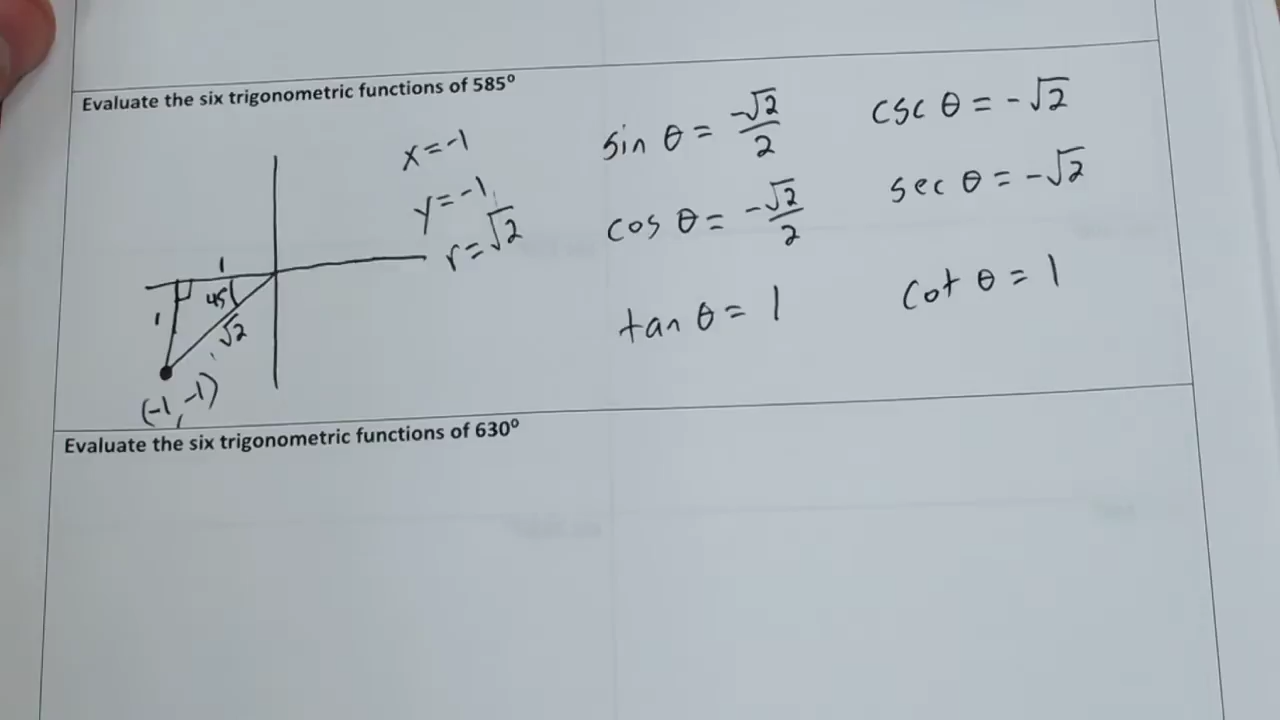 Evaluate the six trigonometric functions of 585°
x = -1
y = -1
r = √2
1
45
1
√2
(-1, -1)
sin θ = -√2/2
csc θ = -√2
cos θ = -√2/2
sec θ = -√2
tan θ = 1
cot θ = 1
Evaluate the six trigonometric functions of 630°